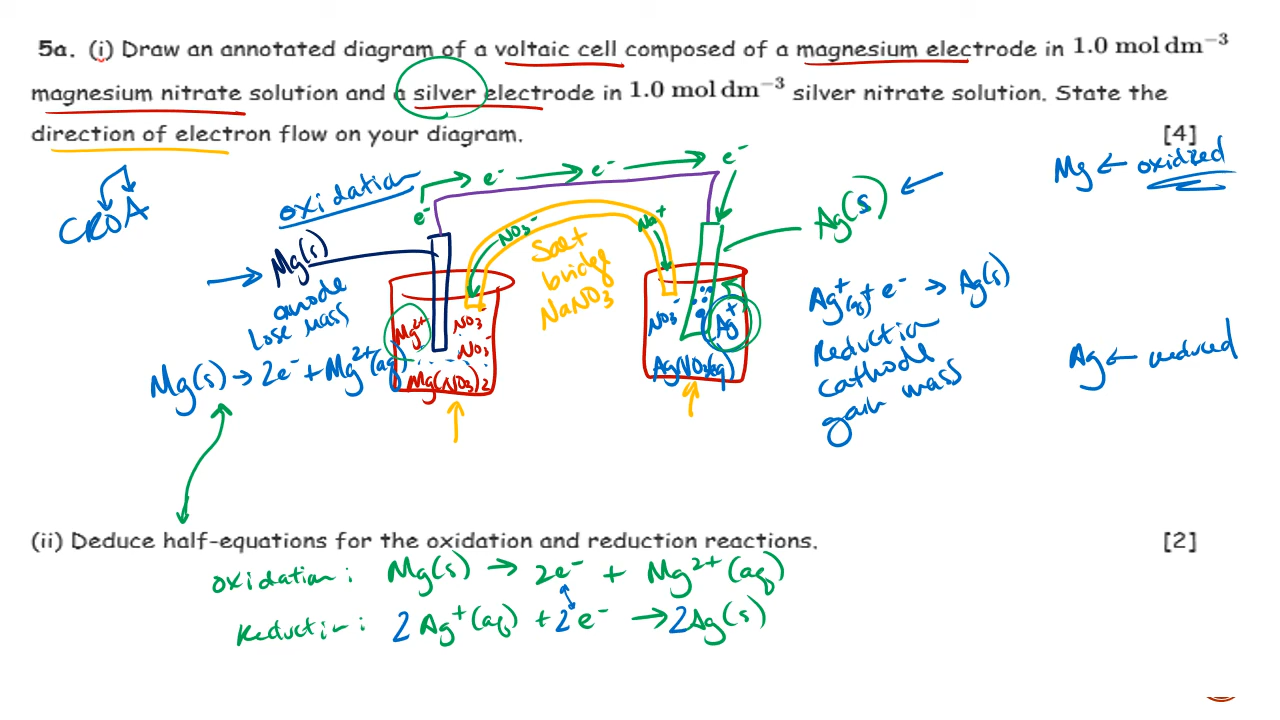 5a. (i) Draw an annotated diagram of a voltaic cell composed of a magnesium electrode in 1.0 mol dm⁻³
magnesium nitrate solution and a silver electrode in 1.0 mol dm⁻³ silver nitrate solution. State the
direction of electron flow on your diagram.
[4]
CROA
oxidation
e⁻
e⁻
e⁻
e⁻
Mg ← oxidized
Mg(s)
anode
lose mass
Mg(s) → 2e⁻ + Mg²⁺(aq)
NO₃⁻
Salt
bridge
NaNO₃
Na⁺
Ag(s)
Mg²⁺
NO₃⁻
NO₃⁻
Mg(NO₃)₂
NO₃⁻
Ag⁺
AgNO₃(aq)
Ag⁺(aq) + e⁻ → Ag(s)
Reduction
cathode
gain mass
Ag ← reduced
(ii) Deduce half-equations for the oxidation and reduction reactions.
[2]
oxidation: Mg(s) → 2e⁻ + Mg²⁺(aq)
Reduction: 2Ag⁺(aq) + 2e⁻ → 2Ag(s)